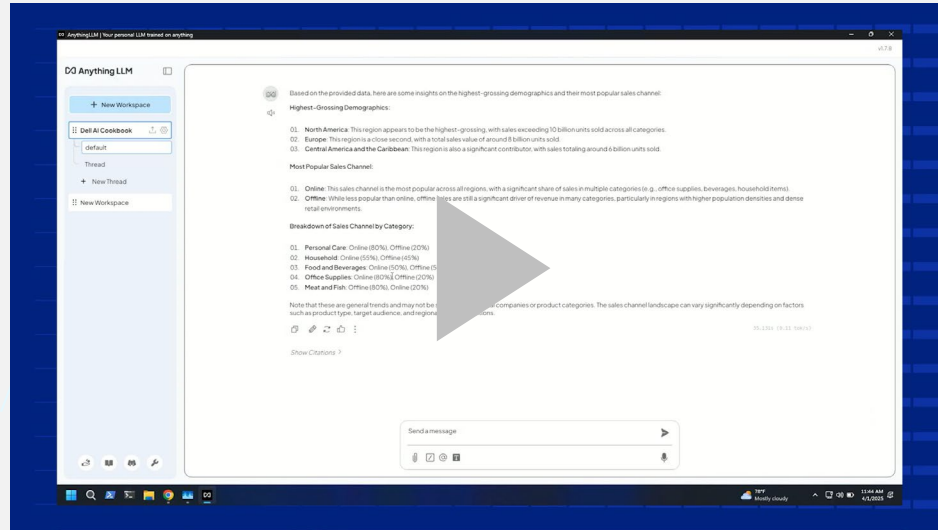 AnythingLLM | Your personal LLM trained on anything
v1.7.8
Anything LLM
+ New Workspace
Dell AI Cookbook
default
Thread
+ New Thread
New Workspace
Based on the provided data, here are some insights on the highest-grossing demographics and their most popular sales channel:
Highest-Grossing Demographics:
01. North America: This region appears to be the highest-grossing, with sales exceeding 10 billion units sold across all categories.
02. Europe: This region is a close second, with a total sales value of around 8 billion units sold.
03. Central America and the Caribbean: This region is also a significant contributor, with sales totaling around 6 billion units sold.
Most Popular Sales Channel:
01. Online: This sales channel is the most popular across all regions, with a significant share of sales in multiple categories (e.g., office supplies, beverages, household items).
02. Offline: While less popular than online, offline sales are still a significant driver of revenue in many categories, particularly in regions with higher population densities and dense
retail environments.
Breakdown of Sales Channel by Category:
01. Personal Care: Online (80%), Offline (20%)
02. Household: Online (55%), Offline (45%)
03. Food and Beverages: Online (50%), Offline (5
04. Office Supplies: Online (80%), Offline (20%)
05. Meat and Fish: Offline (80%), Online (20%)
Note that these are general trends and may not be companies or product categories. The sales channel landscape can vary significantly depending on factors
such as product type, target audience, and regional
Show Citations
Send a message
78°F
Mostly cloudy
11:44 AM
4/1/2025